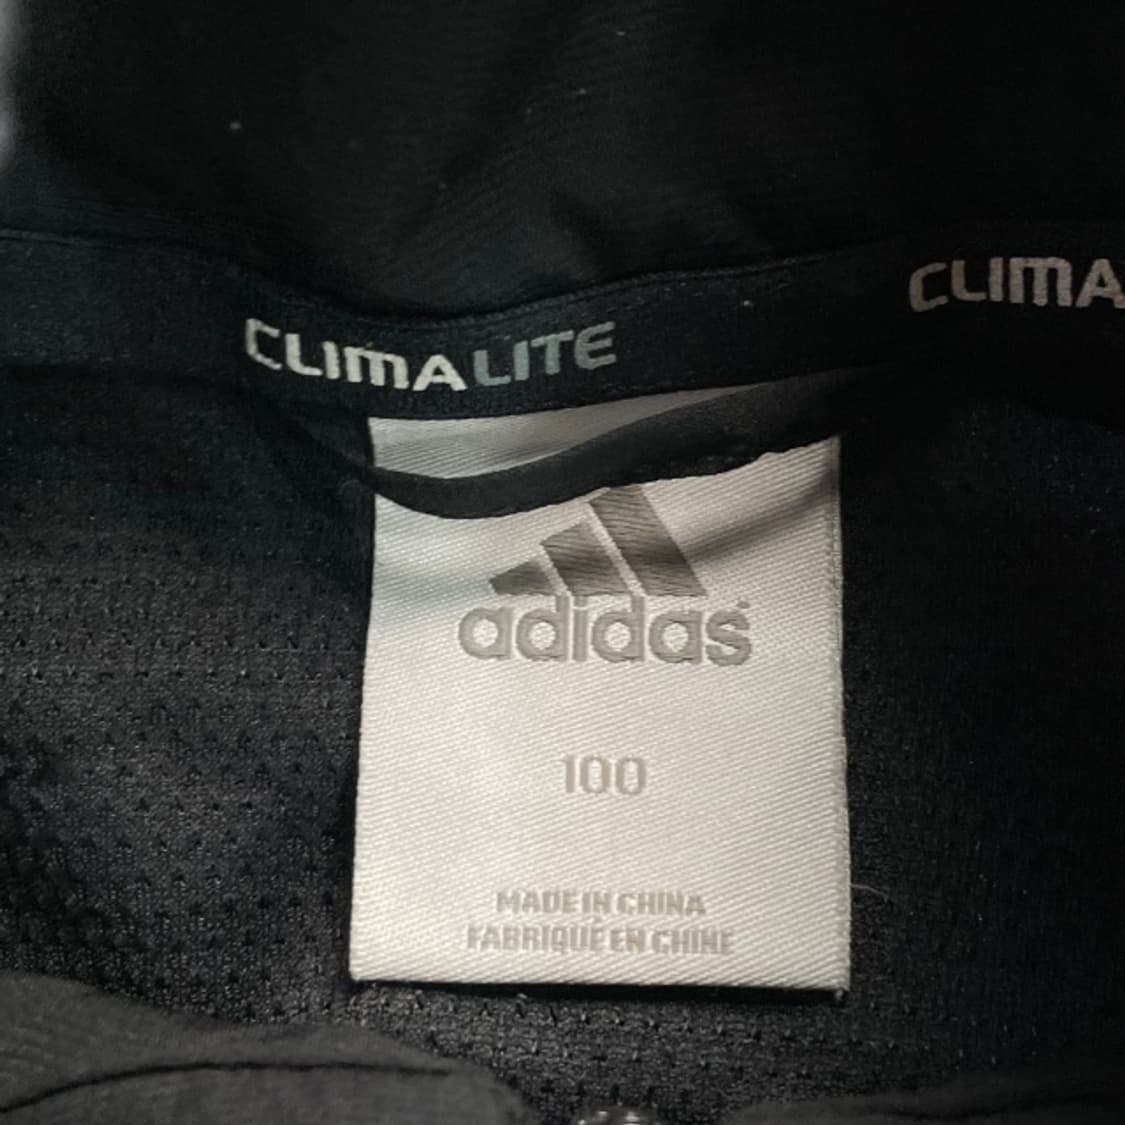 CLIMALITE
CLIMA
adidas
100
MADE IN CHINA
FABRIQUÉ EN CHINE